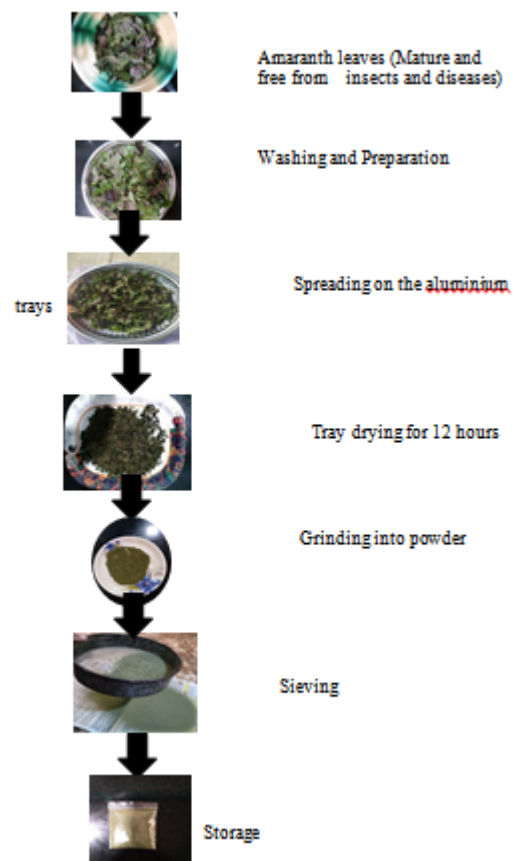 Amaranth leaves (Mature and
free from insects and diseases)
Washing and Preparation
Spreading on the aluminium
trays
Tray drying for 12 hours
Grinding into powder
Sieving
Storage